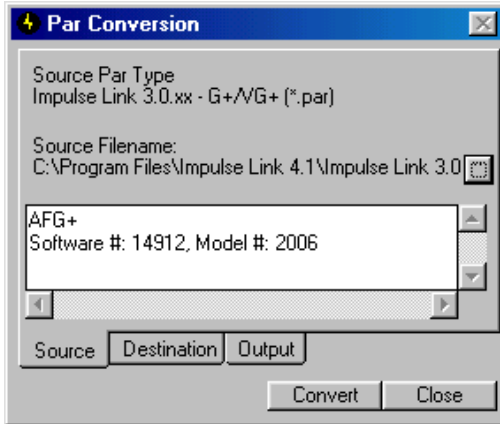 Par Conversion
Source Par Type
Impulse Link 3.0.xx - G+/VG+ (*.par)
Source Filename:
C:\Program Files\Impulse Link 4.1\Impulse Link 3.0
AFG+
Software #: 14912, Model #: 2006
Source Destination Output
Convert Close